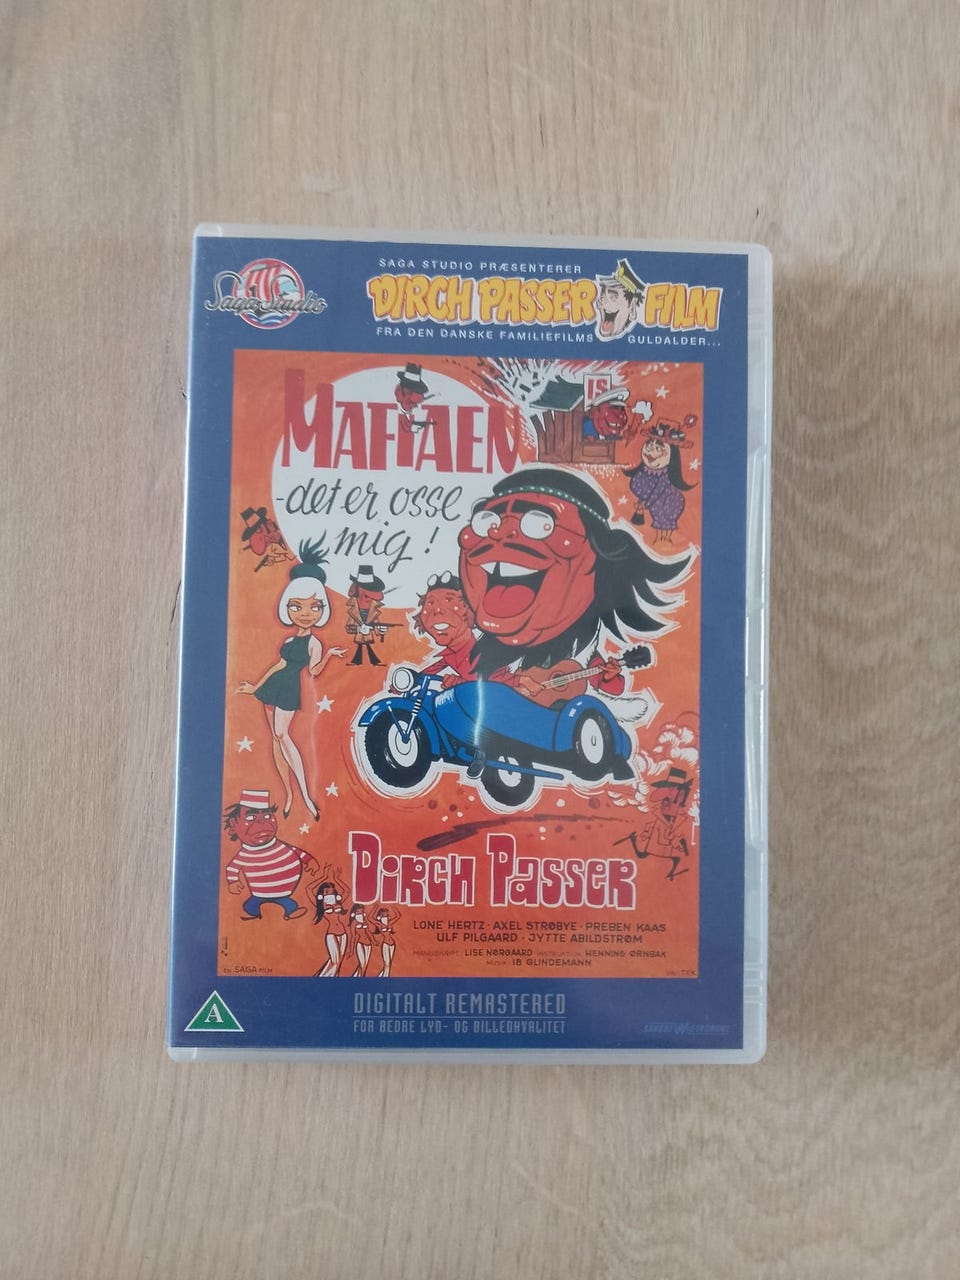 Saga Studio
SAGA STUDIO PRÆSENTERER
DIRCH PASSER FILM
FRA DEN DANSKE FAMILIEFILMS GULDALDER...
MAFIAEN
-det er osse
mig!
IS
DIRCH PASSER
LONE HERTZ · AXEL STRØBYE · PREBEN KAAS
ULF PILGAARD · JYTTE ABILDSTRØM
MANUSKRIPT: LISE NØRGAARD · INSTRUKTION: HENNING ØRNBAK
MUSIK: IB GLINDEMANN
EN SAGA FILM
A
DIGITALT REMASTERED
FOR BEDRE LYD- OG BILLEDKVALITET